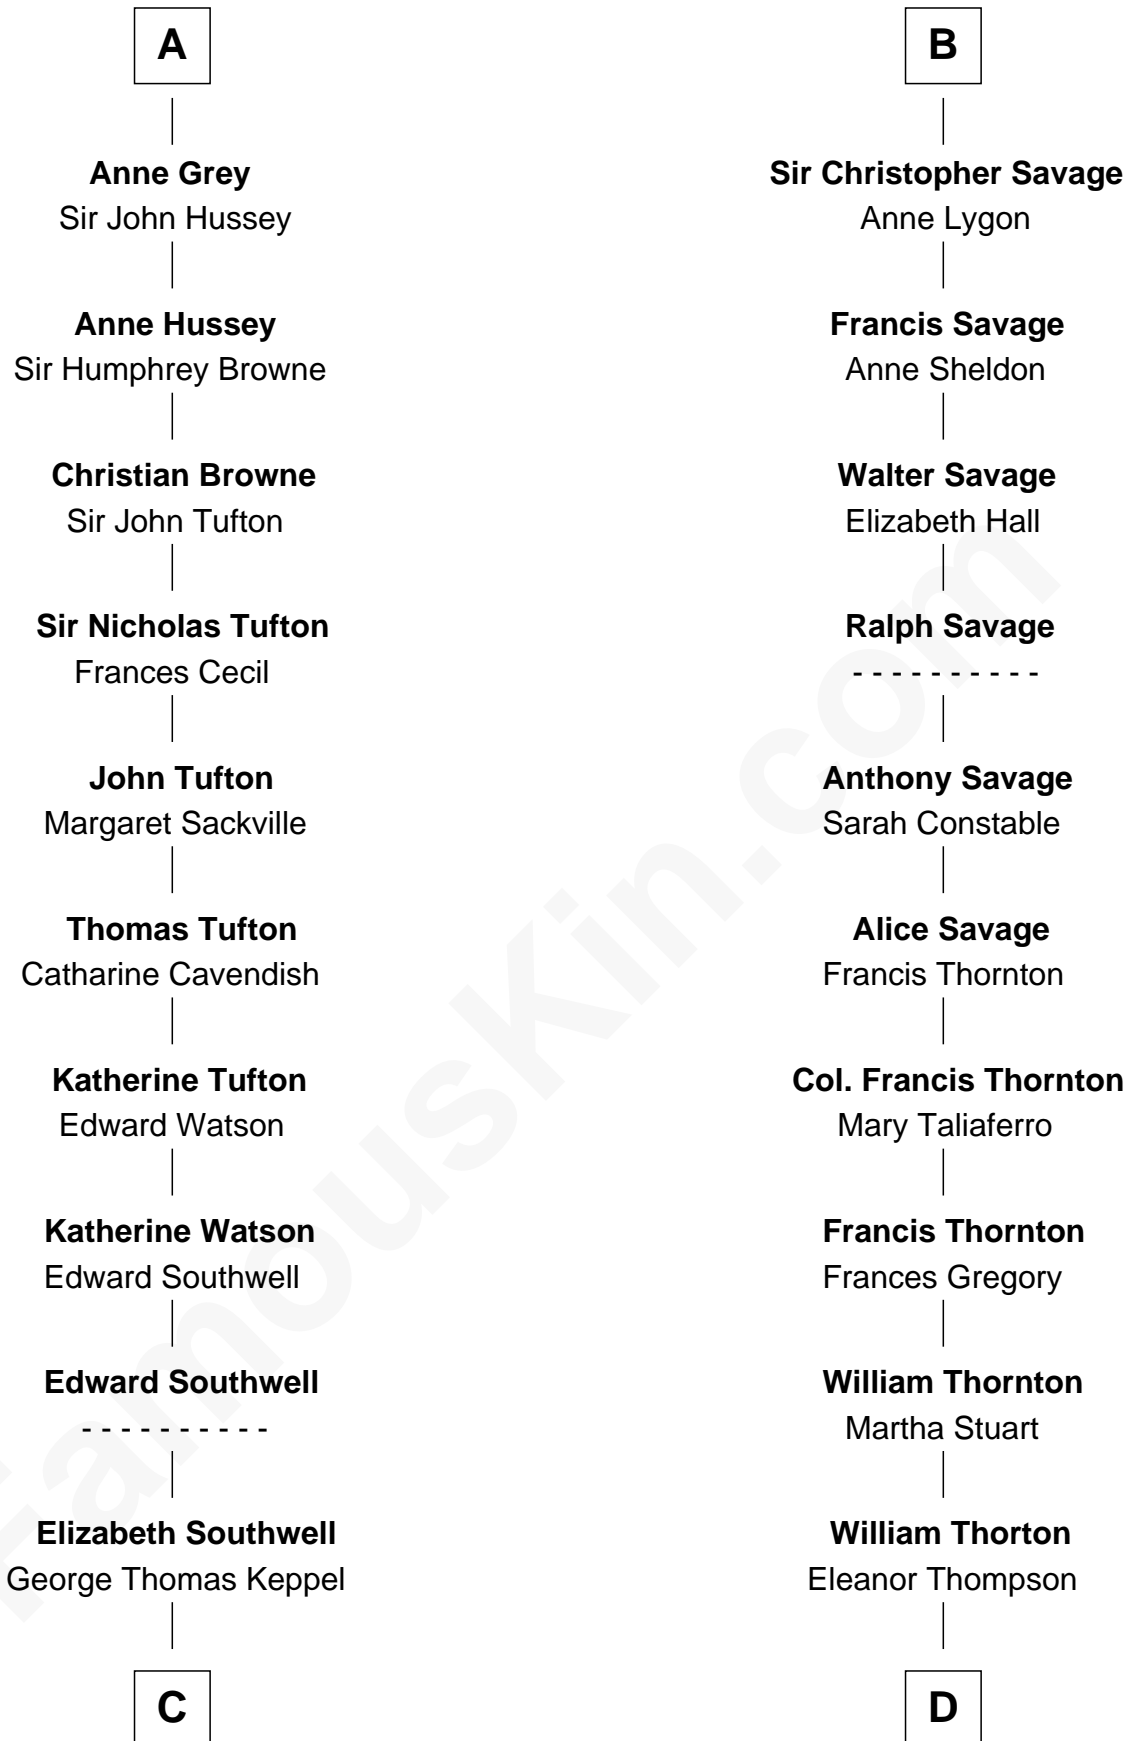 A
Anne Grey
Sir John Hussey
Anne Hussey
Sir Humphrey Browne
Christian Browne
Sir John Tufton
Sir Nicholas Tufton
Frances Cecil
John Tufton
Margaret Sackville
Thomas Tufton
Catharine Cavendish
Katherine Tufton
Edward Watson
Katherine Watson
Edward Southwell
Edward Southwell
- - - - - - - - - -
Elizabeth Southwell
George Thomas Keppel
C
B
Sir Christopher Savage
Anne Lygon
Francis Savage
Anne Sheldon
Walter Savage
Elizabeth Hall
Ralph Savage
- - - - - - - - - -
Anthony Savage
Sarah Constable
Alice Savage
Francis Thornton
Col. Francis Thornton
Mary Taliaferro
Francis Thornton
Frances Gregory
William Thornton
Martha Stuart
William Thorton
Eleanor Thompson
D
FamousKin.com